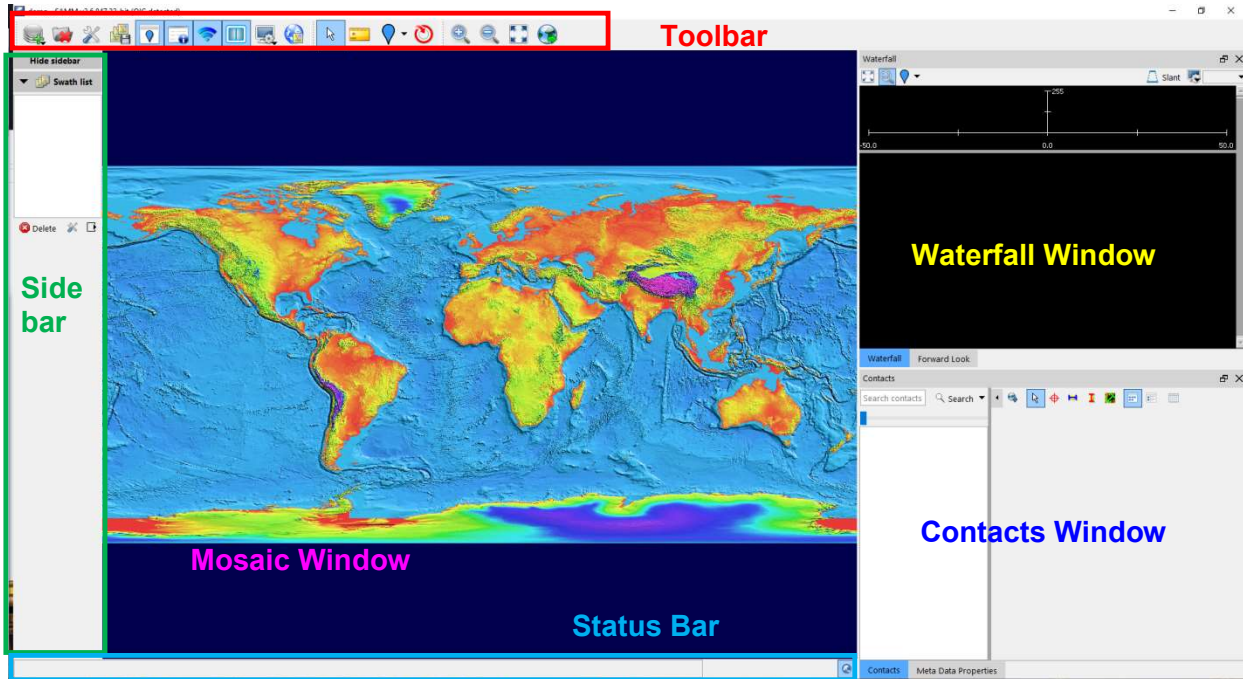 Toolbar
Hide sidebar
Swath list
Delete
Side
bar
Mosaic Window
Status Bar
Waterfall
Slant
255
-50.0 0.0 50.0
Waterfall Window
Waterfall Forward Look
Contacts
Search contacts Search
Contacts Window
Contacts Meta Data Properties